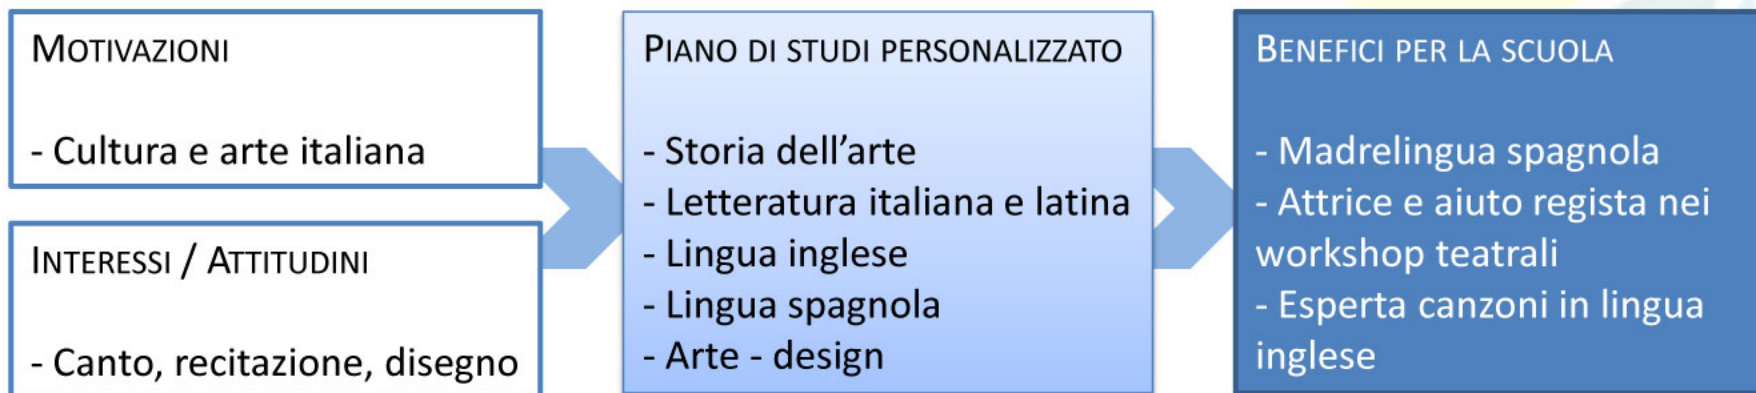 MOTIVAZIONI
- Cultura e arte italiana
INTERESSI / ATTITUDINI
- Canto, recitazione, disegno
PIANO DI STUDI PERSONALIZZATO
- Storia dell’arte
- Letteratura italiana e latina
- Lingua inglese
- Lingua spagnola
- Arte - design
BENEFICI PER LA SCUOLA
- Madrelingua spagnola
- Attrice e aiuto regista nei
workshop teatrali
- Esperta canzoni in lingua
inglese